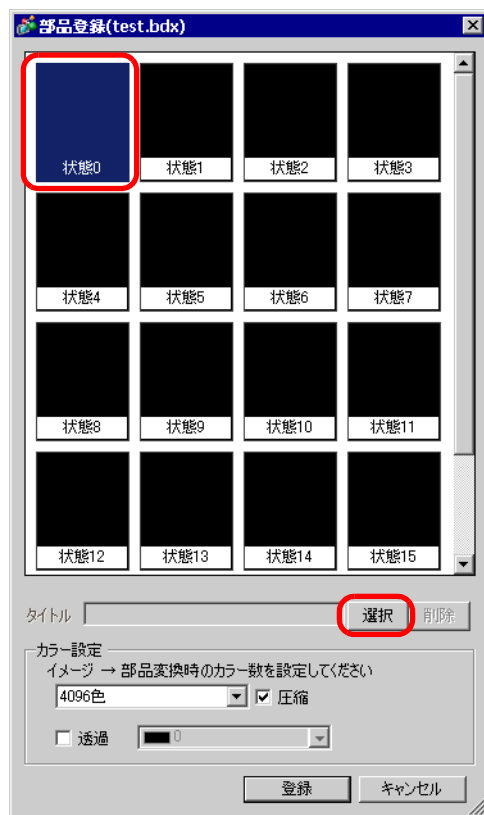 部品登録(test.bdx)
状態0 状態1 状態2 状態3
状態4 状態5 状態6 状態7
状態8 状態9 状態10 状態11
状態12 状態13 状態14 状態15
タイトル 選択 削除
カラー設定
イメージ → 部品変換時のカラー数を設定してください
4096色 圧縮
透過 0
登録 キャンセル